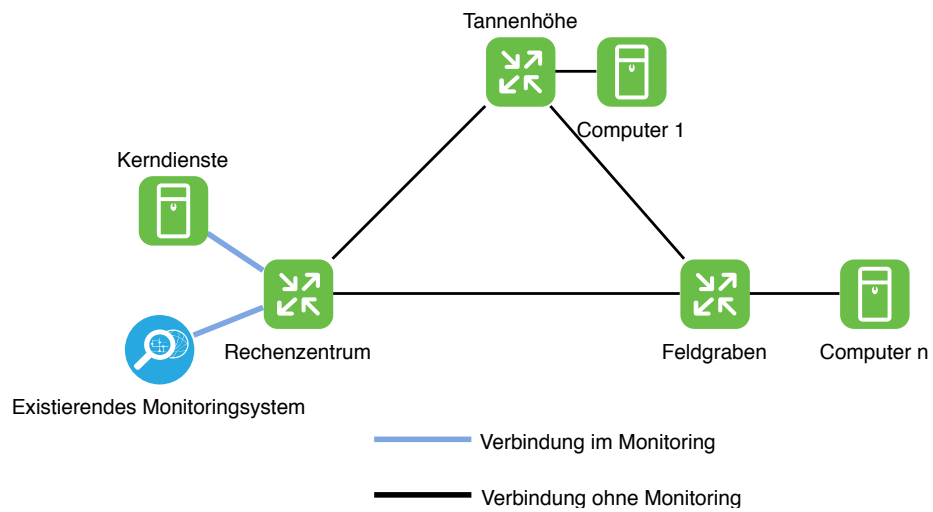 Tannenhöhe
Computer 1
Kerndienste
Rechenzentrum
Feldgraben
Computer n
Existierendes Monitoringsystem
Verbindung im Monitoring
Verbindung ohne Monitoring